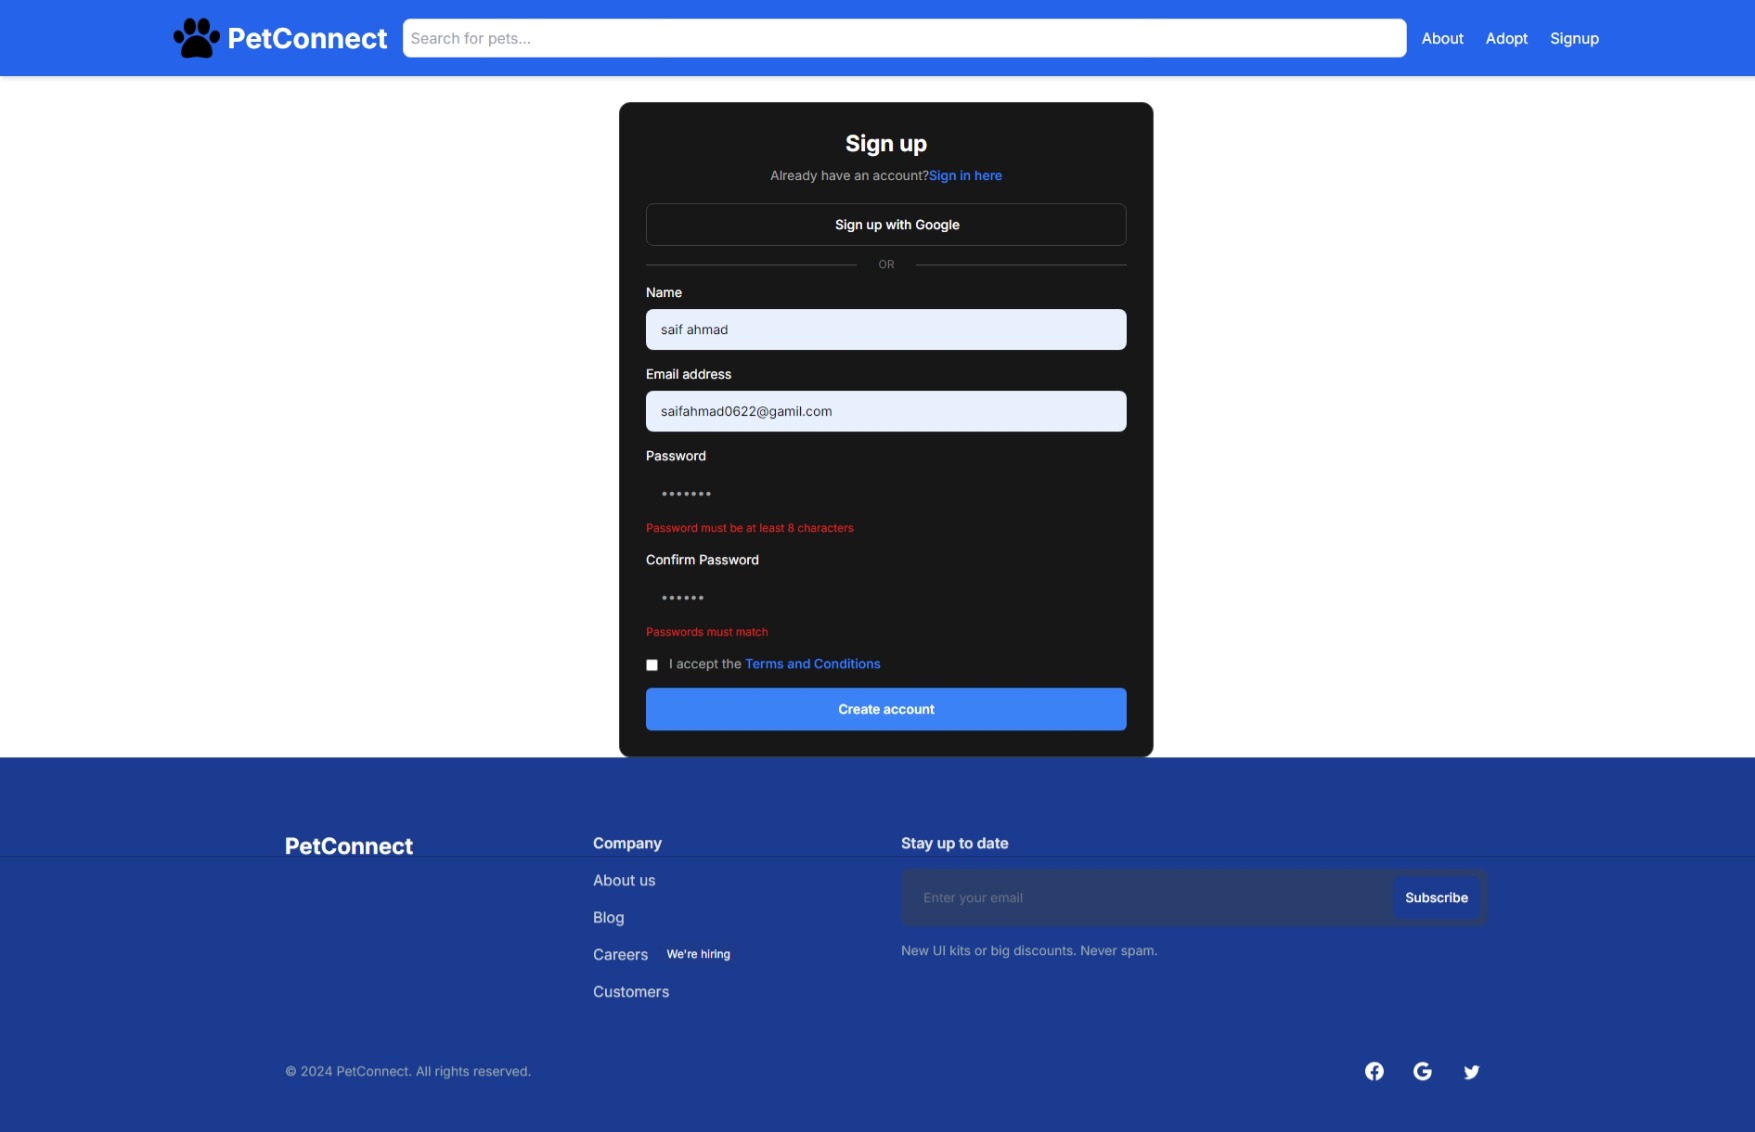 PetConnect
Search for pets...
About
Adopt
Signup
Sign up
Already have an account?Sign in here
Sign up with Google
OR
Name
saif ahmad
Email address
saifahmad0622@gamil.com
Password
•••••••
Password must be at least 8 characters
Confirm Password
••••••
Passwords must match
I accept the Terms and Conditions
Create account
PetConnect
Company
About us
Blog
Careers We're hiring
Customers
Stay up to date
Enter your email
Subscribe
New UI kits or big discounts. Never spam.
© 2024 PetConnect. All rights reserved.